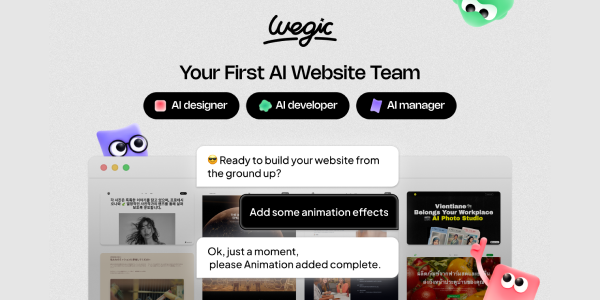 wegic
Your First AI Website Team
AI designer
AI developer
AI manager
😎 Ready to build your website from
the ground up?
Add some animation effects
Ok, just a moment,
please Animation added complete.
Vientiane
Belongs Your Workplace
AI Photo Studio